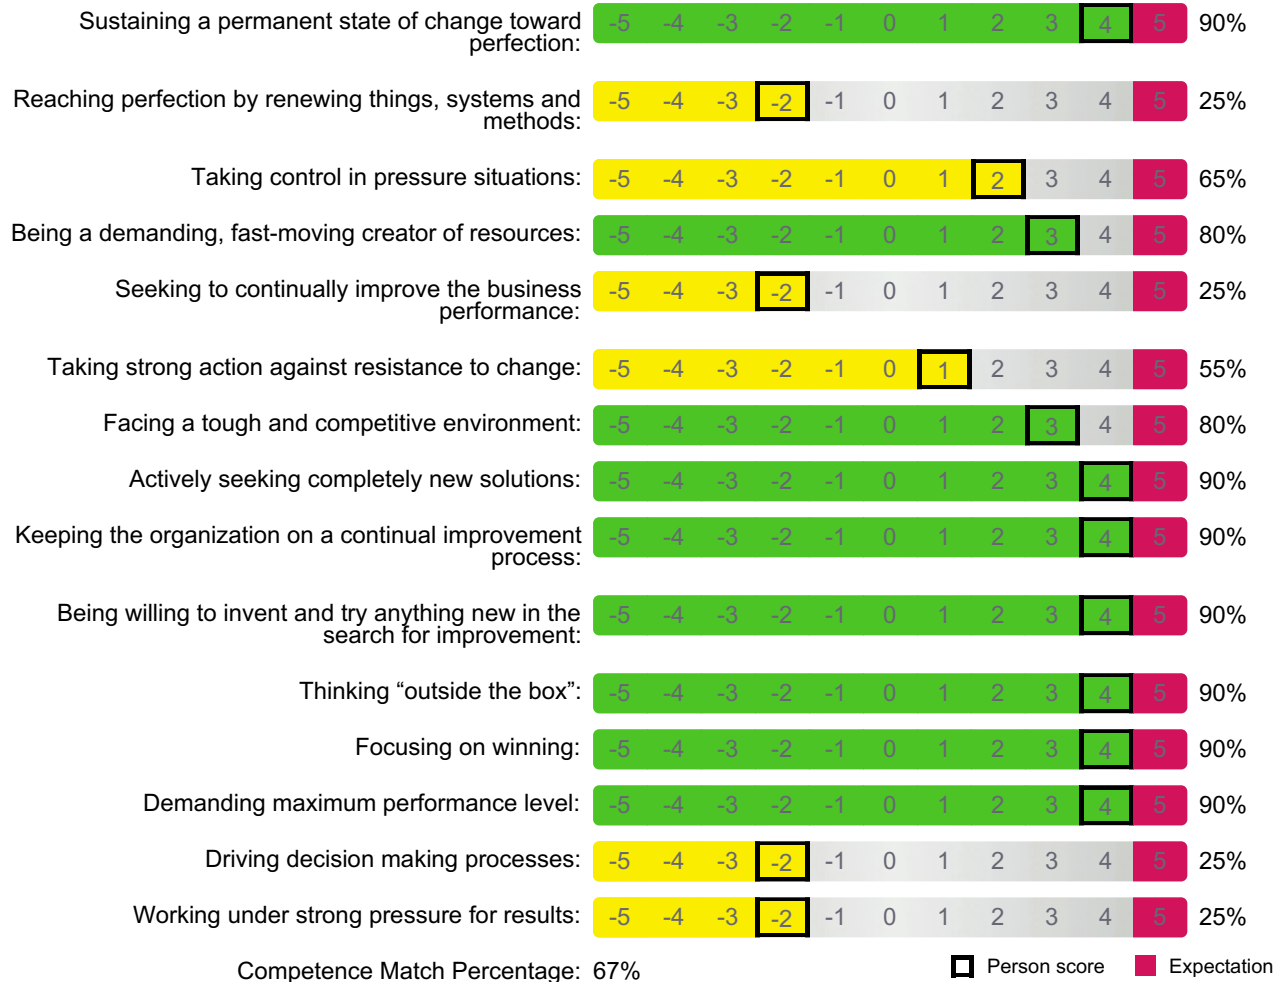 Sustaining a permanent state of change toward
perfection:
-5 -4 -3 -2 -1 0 1 2 3 4 5 90%
Reaching perfection by renewing things, systems and
methods:
-5 -4 -3 -2 -1 0 1 2 3 4 5 25%
Taking control in pressure situations: -5 -4 -3 -2 -1 0 1 2 3 4 5 65%
Being a demanding, fast-moving creator of resources: -5 -4 -3 -2 -1 0 1 2 3 4 5 80%
Seeking to continually improve the business
performance:
-5 -4 -3 -2 -1 0 1 2 3 4 5 25%
Taking strong action against resistance to change: -5 -4 -3 -2 -1 0 1 2 3 4 5 55%
Facing a tough and competitive environment: -5 -4 -3 -2 -1 0 1 2 3 4 5 80%
Actively seeking completely new solutions: -5 -4 -3 -2 -1 0 1 2 3 4 5 90%
Keeping the organization on a continual improvement
process:
-5 -4 -3 -2 -1 0 1 2 3 4 5 90%
Being willing to invent and try anything new in the
search for improvement:
-5 -4 -3 -2 -1 0 1 2 3 4 5 90%
Thinking “outside the box”: -5 -4 -3 -2 -1 0 1 2 3 4 5 90%
Focusing on winning: -5 -4 -3 -2 -1 0 1 2 3 4 5 90%
Demanding maximum performance level: -5 -4 -3 -2 -1 0 1 2 3 4 5 90%
Driving decision making processes: -5 -4 -3 -2 -1 0 1 2 3 4 5 25%
Working under strong pressure for results: -5 -4 -3 -2 -1 0 1 2 3 4 5 25%
Competence Match Percentage: 67% Person score Expectation